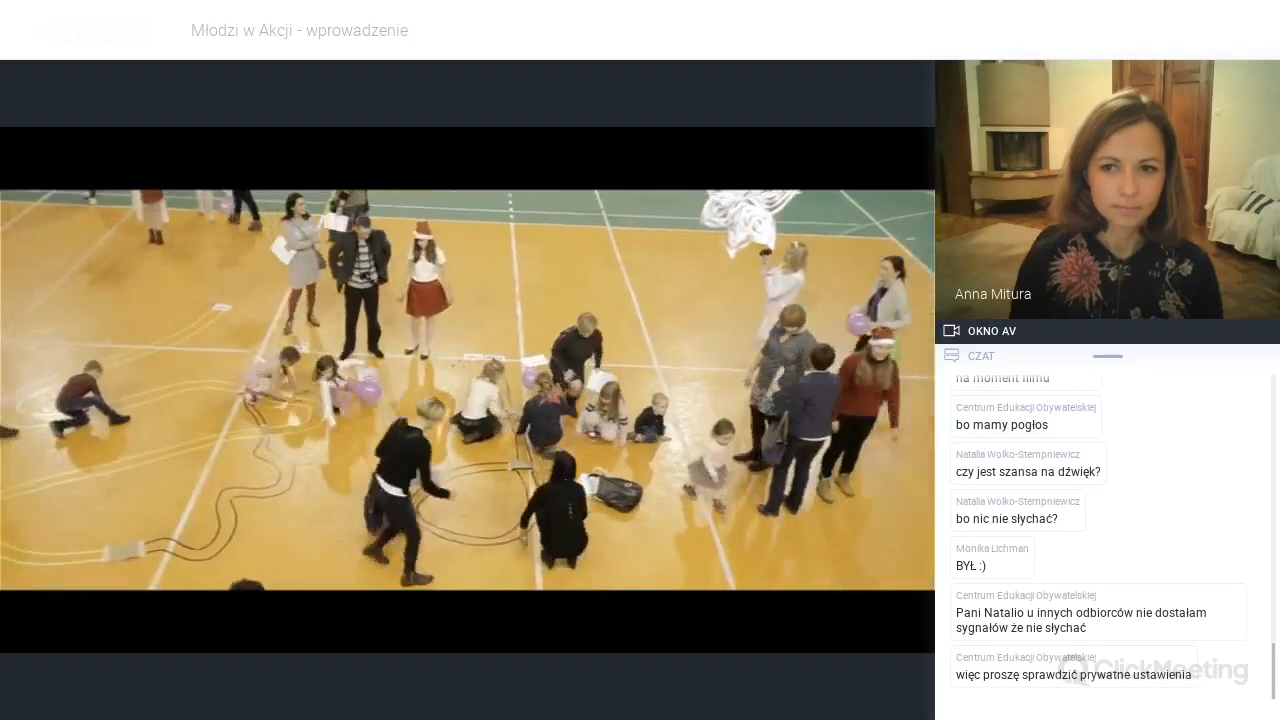 Młodzi w Akcji - wprowadzenie
Anna Mitura
OKNO AV
CZAT
na moment filmu
Centrum Edukacji Obywatelskiej
bo mamy pogłos
Natalia Wolko-Stempniewicz
czy jest szansa na dźwięk?
Natalia Wolko-Stempniewicz
bo nic nie słychać?
Monika Lichman
BYŁ :)
Centrum Edukacji Obywatelskiej
Pani Natalio u innych odbiorców nie dostałam
sygnałów że nie słychać
Centrum Edukacji Obywatelskiej
więc proszę sprawdzić prywatne ustawienia
ClickMeeting